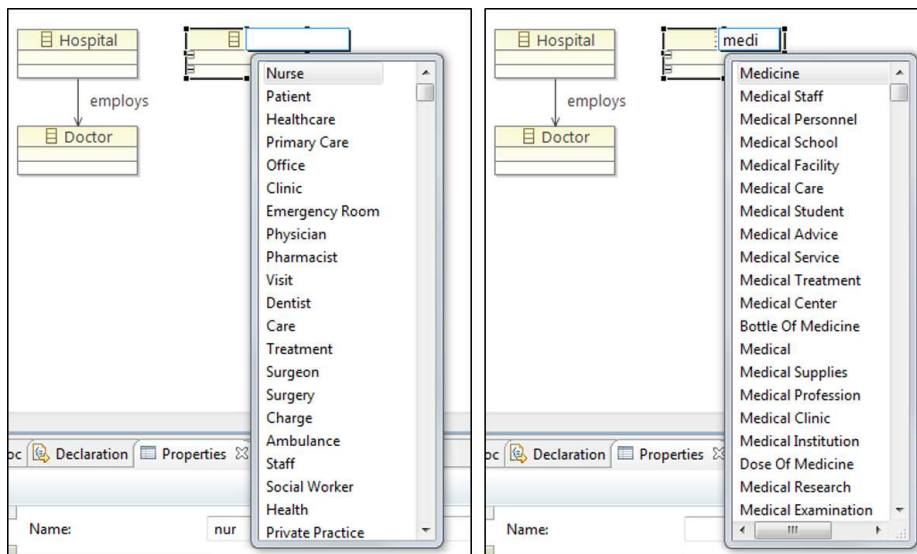 Hospital
employs
Doctor
Nurse
Patient
Healthcare
Primary Care
Office
Clinic
Emergency Room
Physician
Pharmacist
Visit
Dentist
Care
Treatment
Surgeon
Surgery
Charge
Ambulance
Staff
Social Worker
Health
Private Practice
oc Declaration Properties
Name: nur
Hospital
medi
employs
Doctor
Medicine
Medical Staff
Medical Personnel
Medical School
Medical Facility
Medical Care
Medical Student
Medical Advice
Medical Service
Medical Treatment
Medical Center
Bottle Of Medicine
Medical
Medical Supplies
Medical Profession
Medical Clinic
Medical Institution
Dose Of Medicine
Medical Research
Medical Examination
oc Declaration Properties
Name: